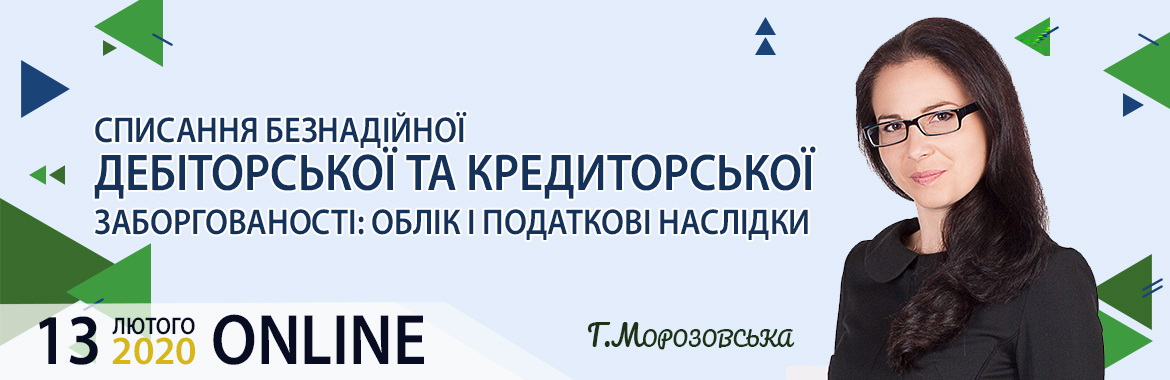 СПИСАННЯ БЕЗНАДІЙНОЇ
ДЕБІТОРСЬКОЇ ТА КРЕДИТОРСЬКОЇ
ЗАБОРГОВАНОСТІ: ОБЛІК І ПОДАТКОВІ НАСЛІДКИ
13 ЛЮТОГО 2020 ONLINE
Т.Морозовська